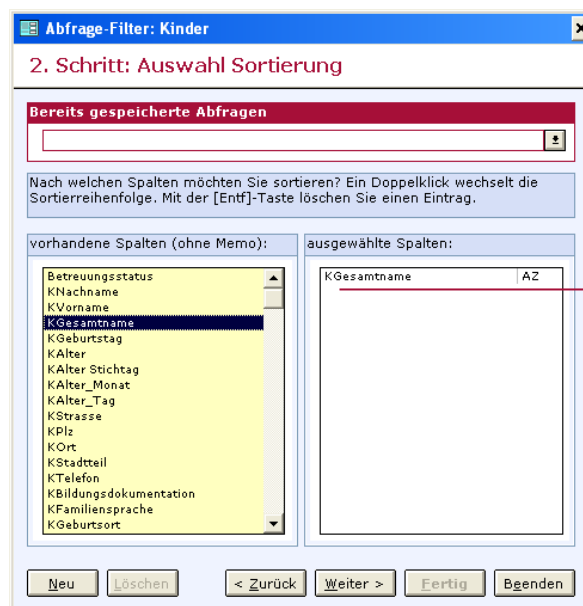 Abfrage-Filter: Kinder
2. Schritt: Auswahl Sortierung
Bereits gespeicherte Abfragen
Nach welchen Spalten möchten Sie sortieren? Ein Doppelklick wechselt die
Sortierreihenfolge. Mit der [Entf]-Taste löschen Sie einen Eintrag.
vorhandene Spalten (ohne Memo):
Betreuungsstatus
KNachname
KVorname
KGesamtname
KGeburtstag
KAlter
KAlter Stichtag
KAlter_Monat
KAlter_Tag
KStrasse
KPlz
KOrt
KStadtteil
KTelefon
KBildungsdokumentation
KFamiliensprache
KGeburtsort
ausgewählte Spalten:
KGesamtname AZ
Neu Löschen < Zurück Weiter > Fertig Beenden